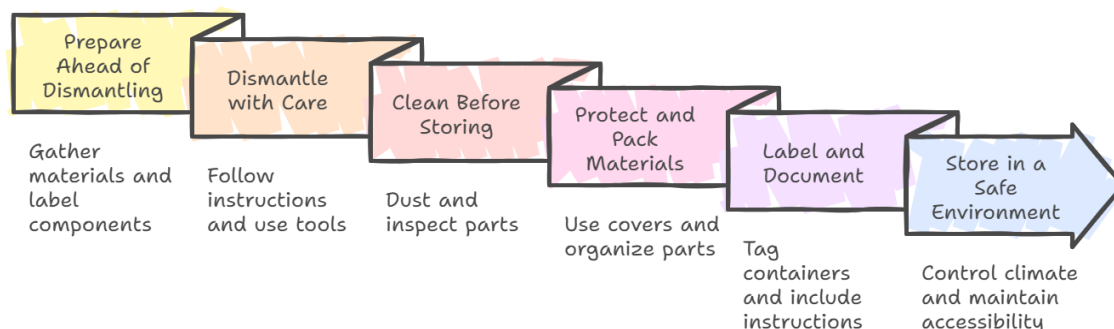 Prepare
Ahead of
Dismantling
Gather
materials and
label
components
Dismantle
with Care
Follow
instructions
and use tools
Clean Before
Storing
Dust and
inspect parts
Protect and
Pack
Materials
Use covers and
organize parts
Label and
Document
Tag
containers
and include
instructions
Store in a
Safe
Environment
Control climate
and maintain
accessibility